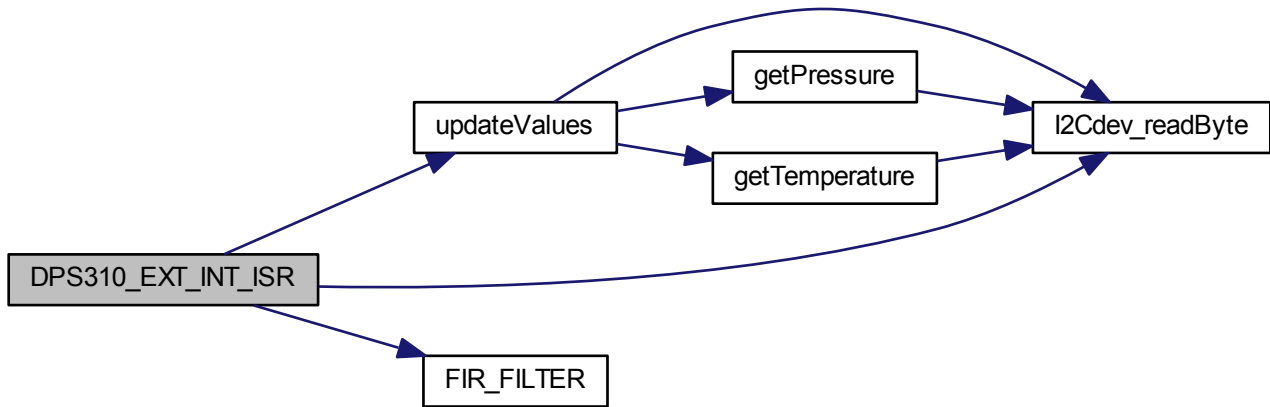 getPressure
updateValues
I2Cdev_readByte
getTemperature
DPS310_EXT_INT_ISR
FIR_FILTER